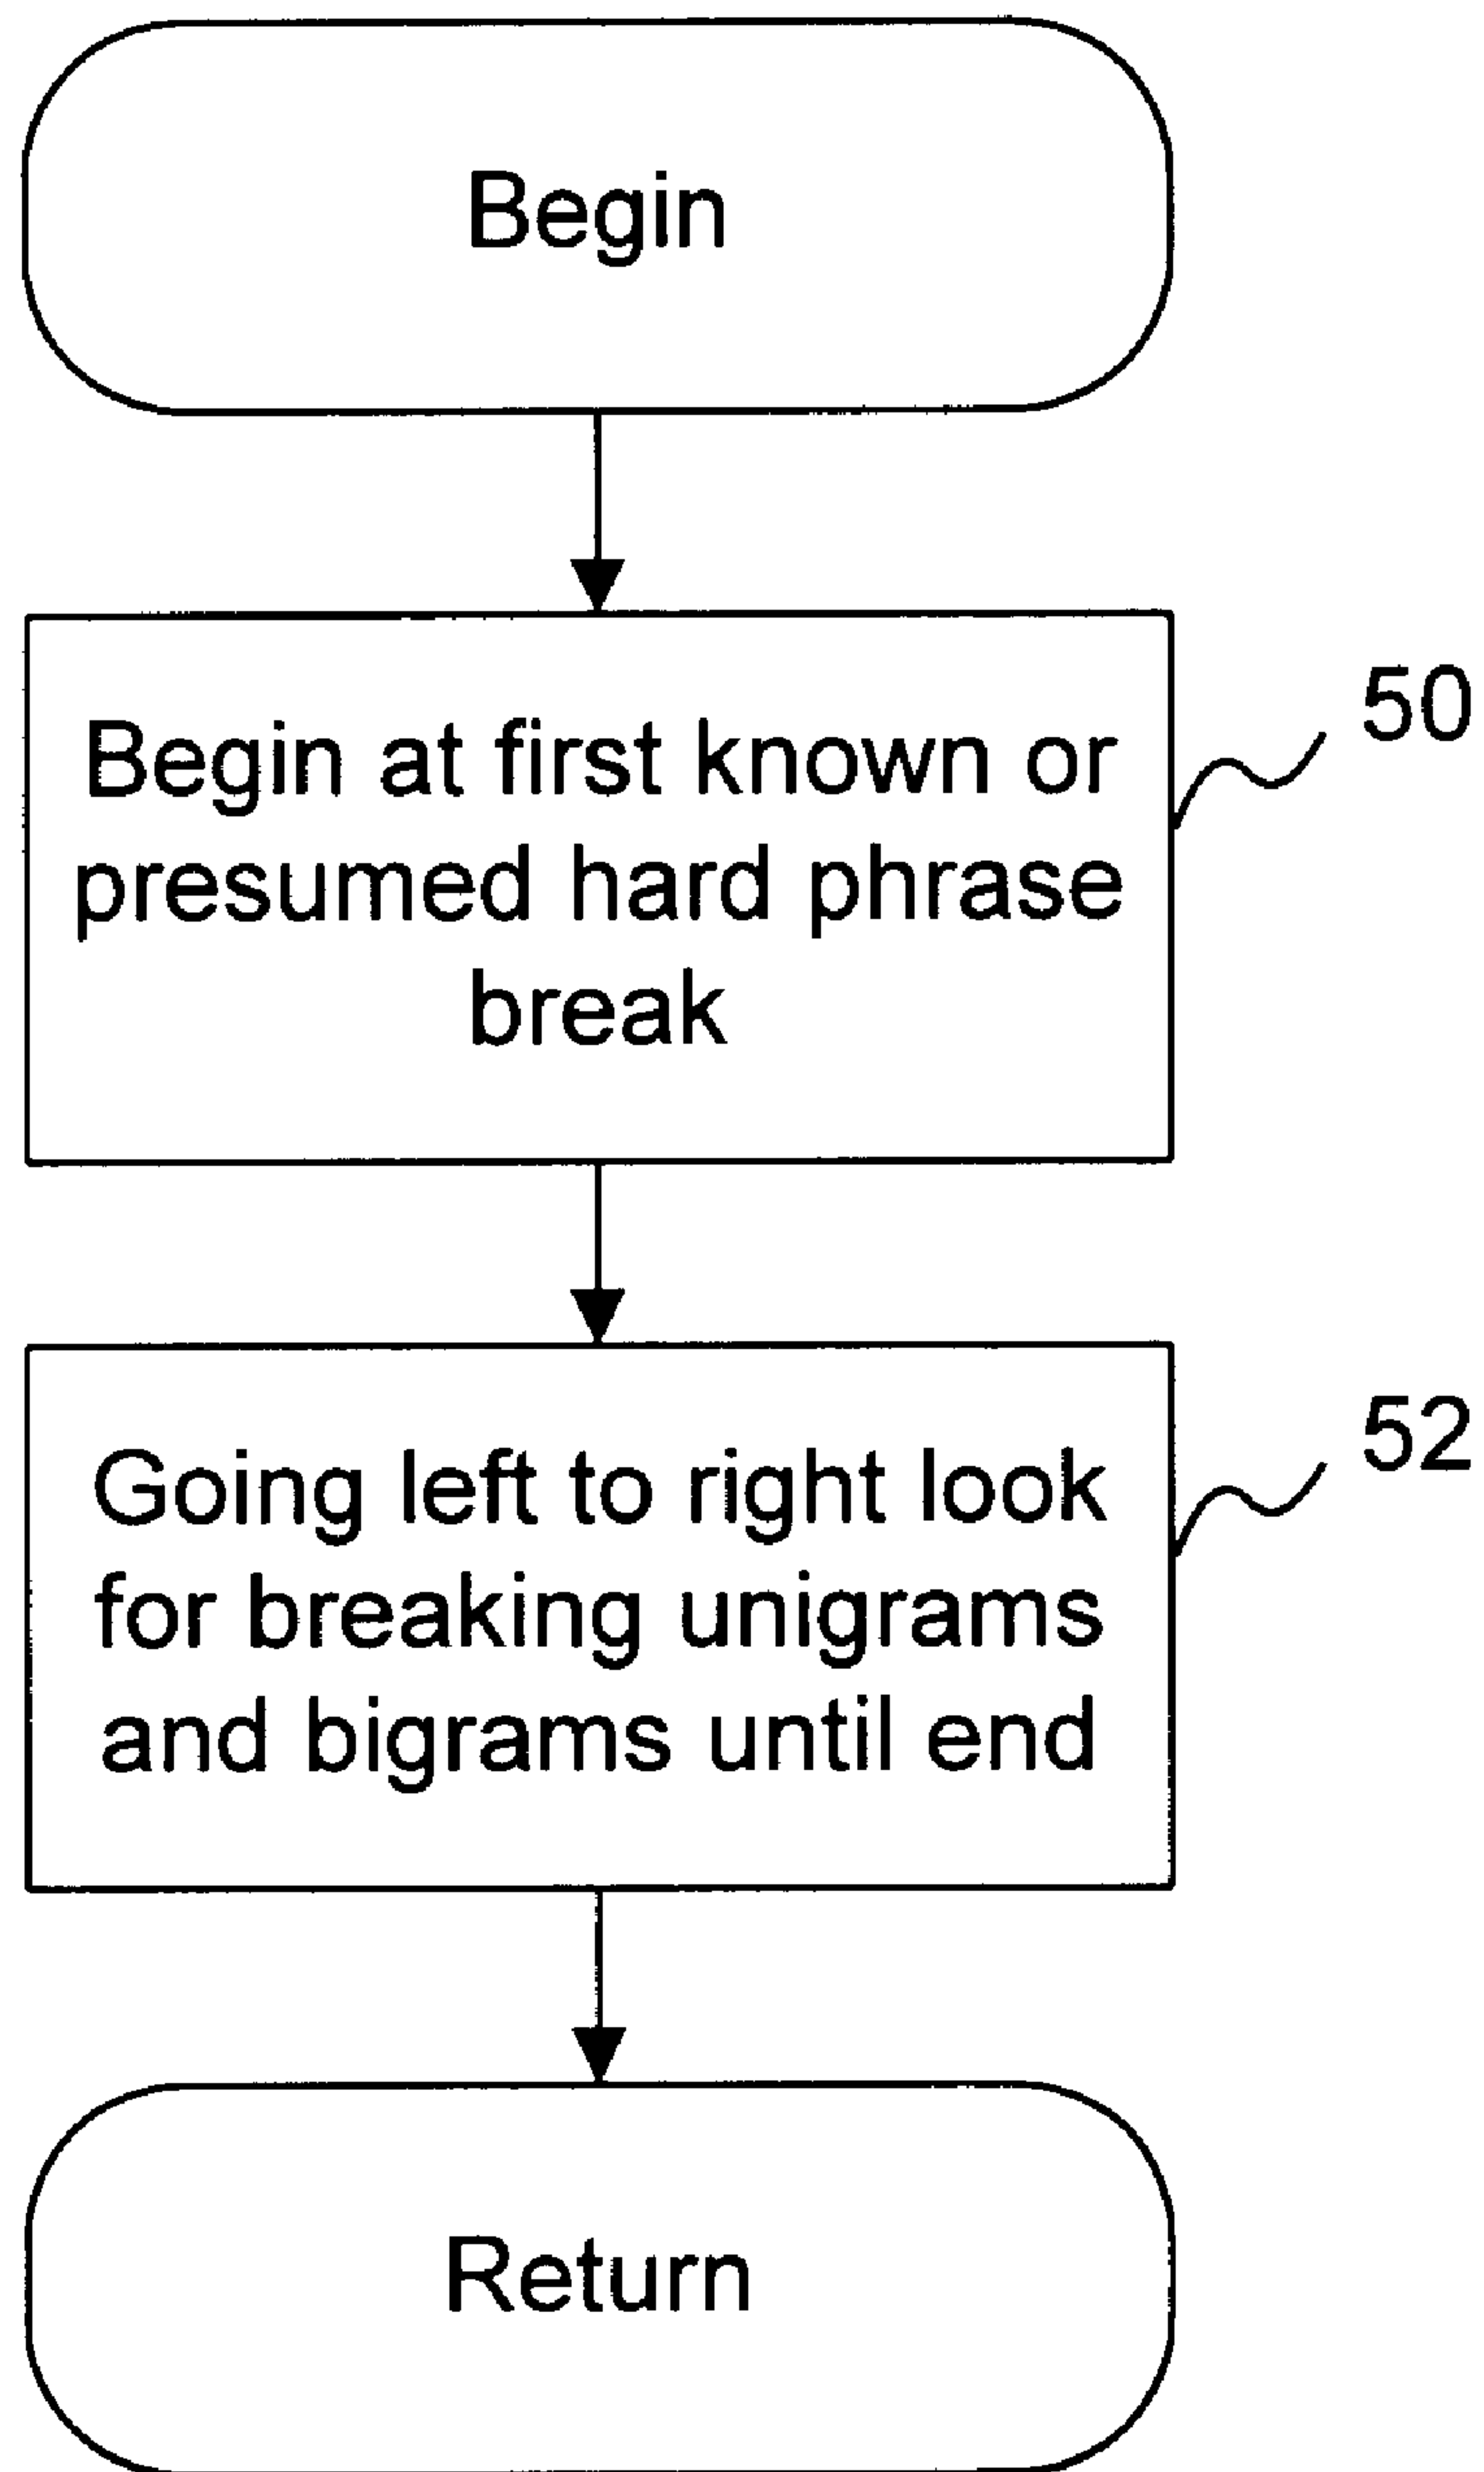 Begin
50
Begin at first known or
presumed hard phrase
break
52
Going left to right look
for breaking unigrams
and bigrams until end
Return